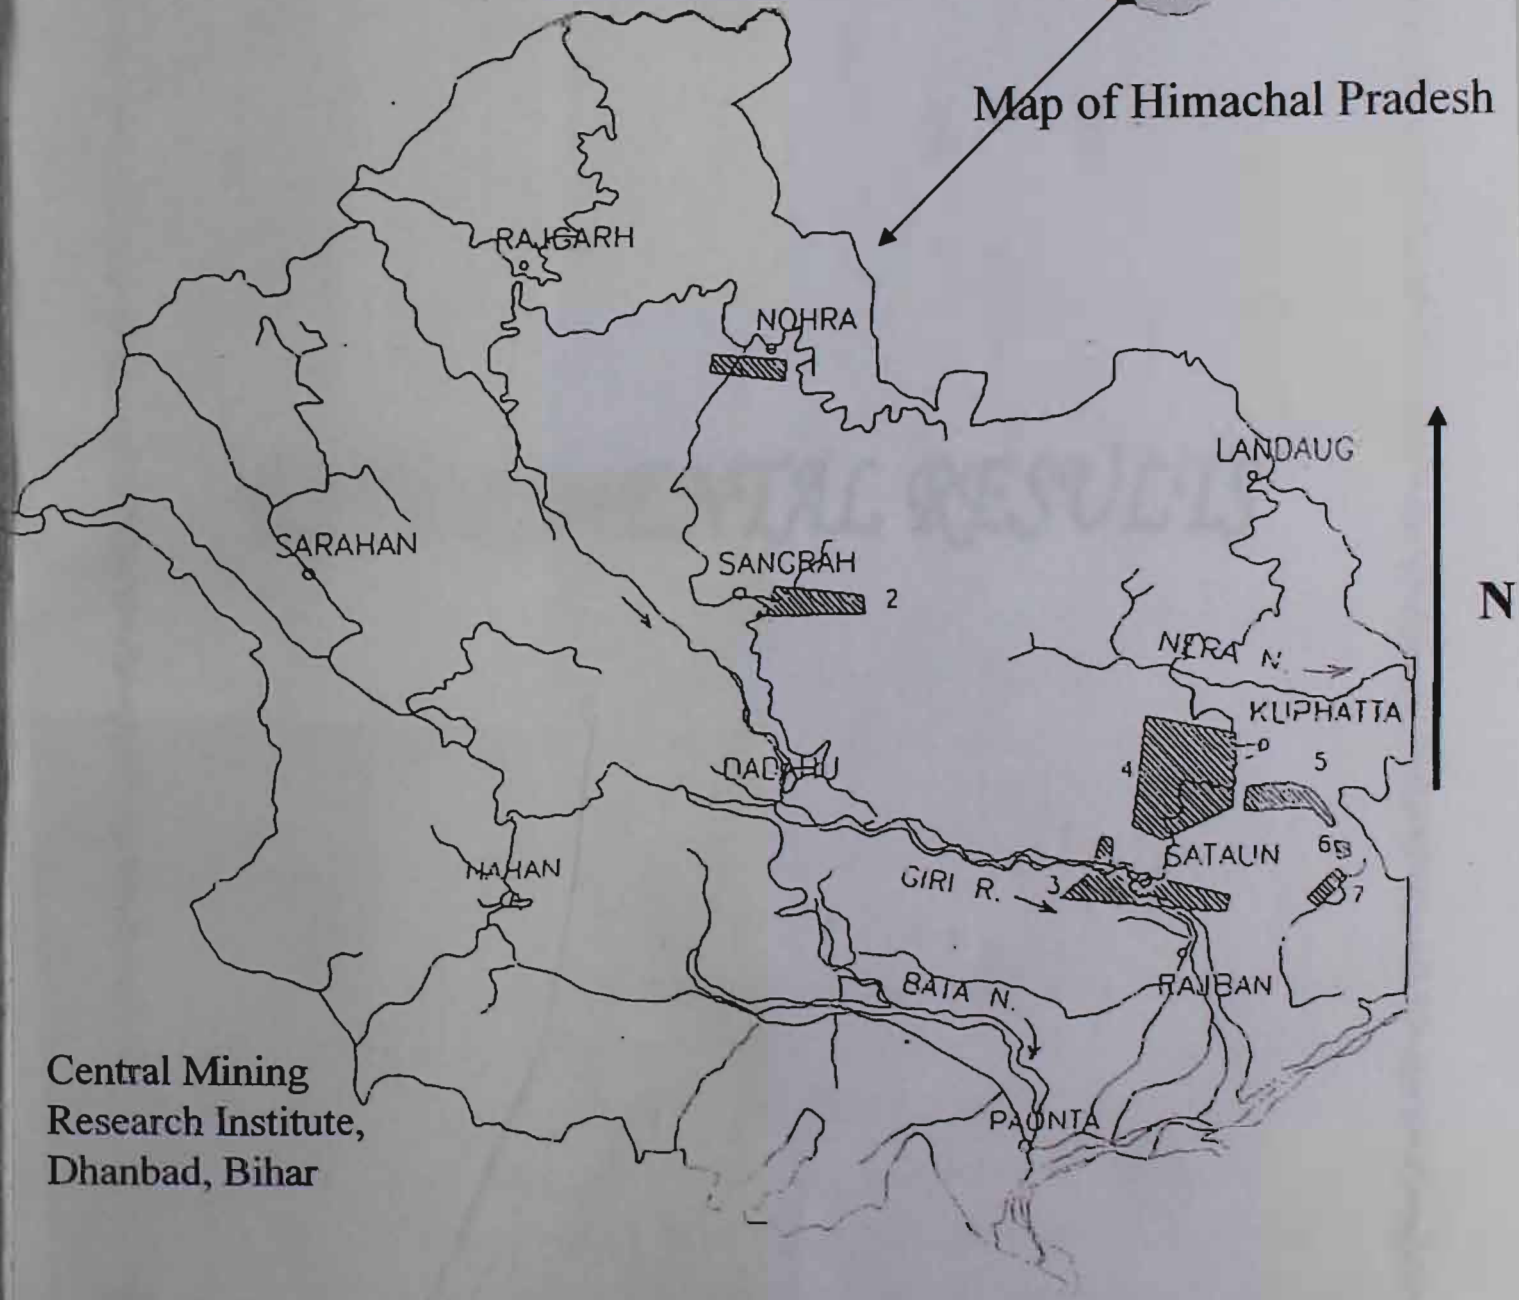 Map of Himachal Pradesh
RAJGARH
NOHRA
LANDAUG
SARAHAN
SANGRAH
2
N
NERA N.
KUPHATTA
DADAHU
4
5
NAHAN
SATAUN
6
GIRI R.
3
7
BATA N.
RAJBAN
Central Mining
Research Institute,
Dhanbad, Bihar
PAONTA